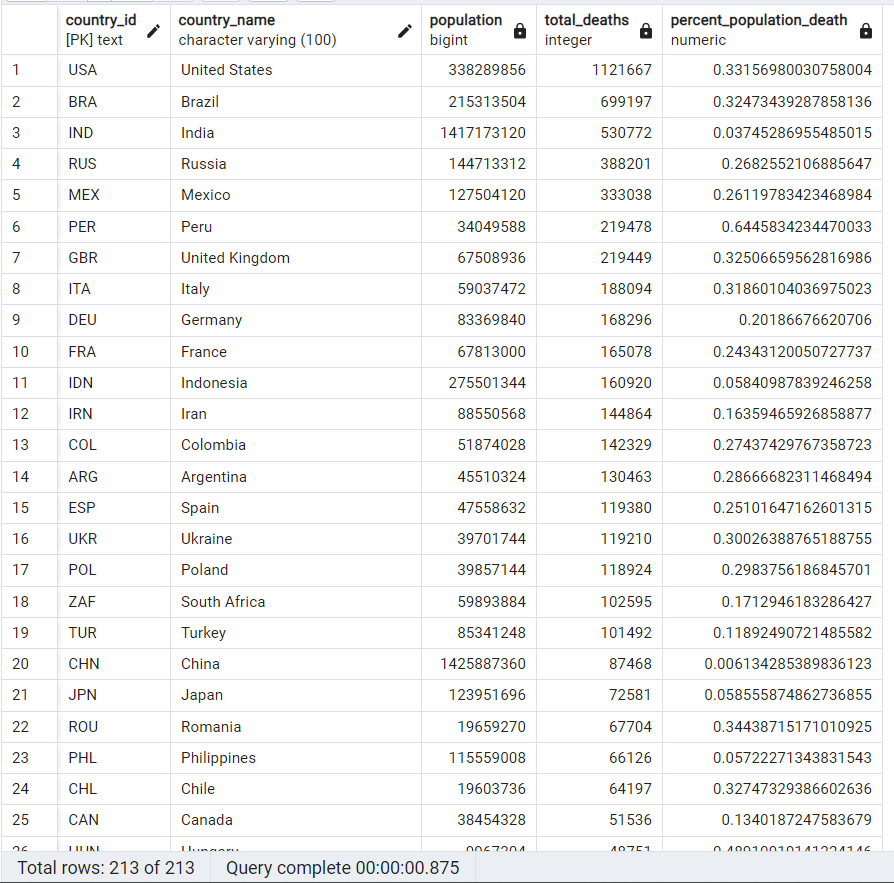 country_id country_name population total_deaths percent_population_death
[PK] text character varying (100) bigint integer numeric
1 USA United States 338289856 1121667 0.33156980030758004
2 BRA Brazil 215313504 699197 0.32473439287858136
3 IND India 1417173120 530772 0.03745286955485015
4 RUS Russia 144713312 388201 0.2682552106885647
5 MEX Mexico 127504120 333038 0.26119783423468984
6 PER Peru 34049588 219478 0.6445834234470033
7 GBR United Kingdom 67508936 219449 0.32506659562816986
8 ITA Italy 59037472 188094 0.31860104036975023
9 DEU Germany 83369840 168296 0.20186676620706
10 FRA France 67813000 165078 0.24343120050727737
11 IDN Indonesia 275501344 160920 0.05840987839246258
12 IRN Iran 88550568 144864 0.16359465926858877
13 COL Colombia 51874028 142329 0.27437429767358723
14 ARG Argentina 45510324 130463 0.28666682311468494
15 ESP Spain 47558632 119380 0.25101647162601315
16 UKR Ukraine 39701744 119210 0.30026388765188755
17 POL Poland 39857144 118924 0.2983756186845701
18 ZAF South Africa 59893884 102595 0.1712946183286427
19 TUR Turkey 85341248 101492 0.11892490721485582
20 CHN China 1425887360 87468 0.006134285389836123
21 JPN Japan 123951696 72581 0.058555874862736855
22 ROU Romania 19659270 67704 0.34438715171010925
23 PHL Philippines 115559008 66126 0.05722271343831543
24 CHL Chile 19603736 64197 0.32747329386602636
25 CAN Canada 38454328 51536 0.1340187247583679
26 HUN Hungary
Total rows: 213 of 213 Query complete 00:00:00.875